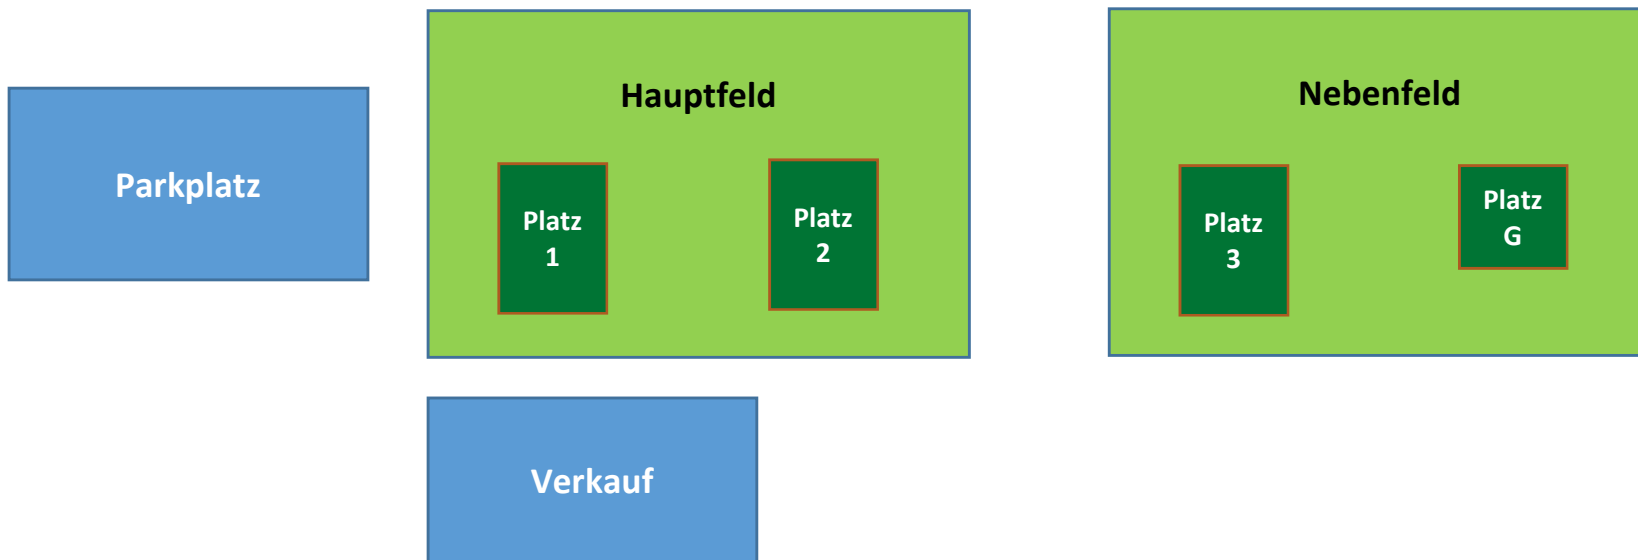 Hauptfeld
Nebenfeld
Parkplatz
Platz
1
Platz
2
Platz
3
Platz
G
Verkauf